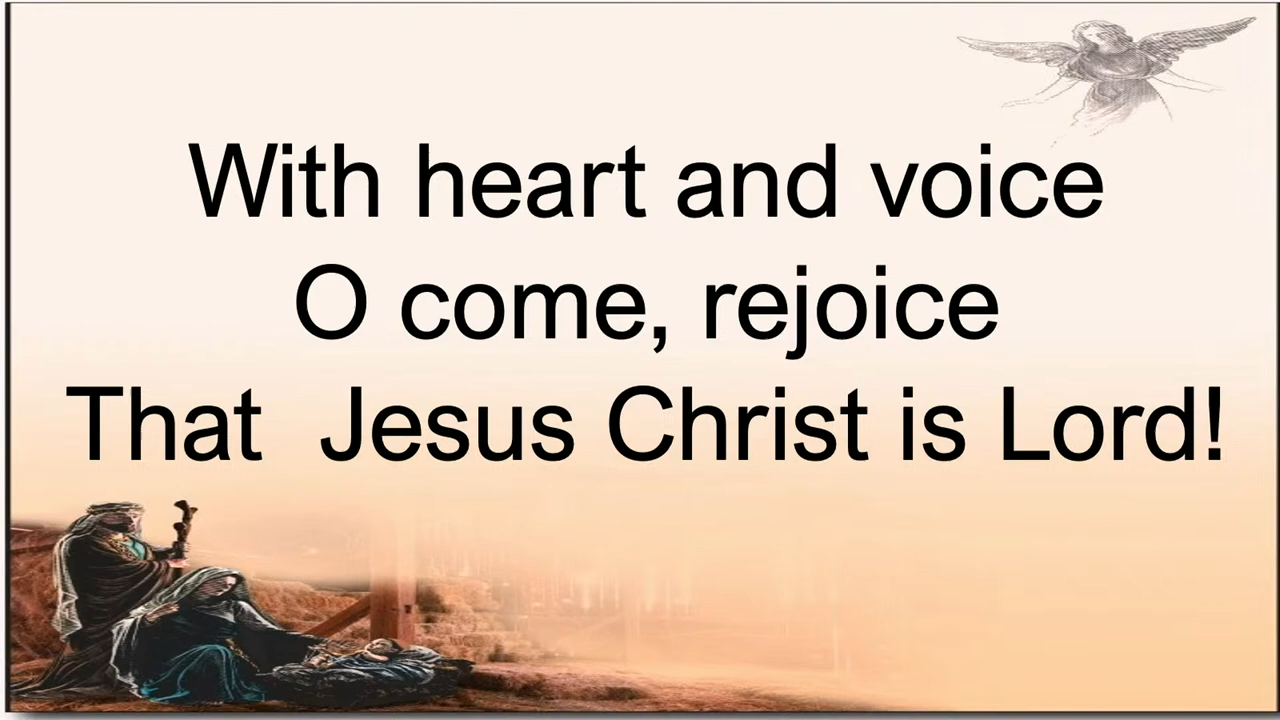 With heart and voice
O come, rejoice
That  Jesus Christ is Lord!